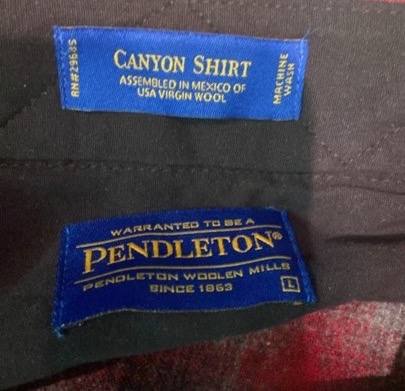 RN#29685
CANYON SHIRT
ASSEMBLED IN MEXICO OF
USA VIRGIN WOOL
MACHINE
WASH
WARRANTED TO BE A
PENDLETON®
PENDLETON WOOLEN MILLS
SINCE 1863
L